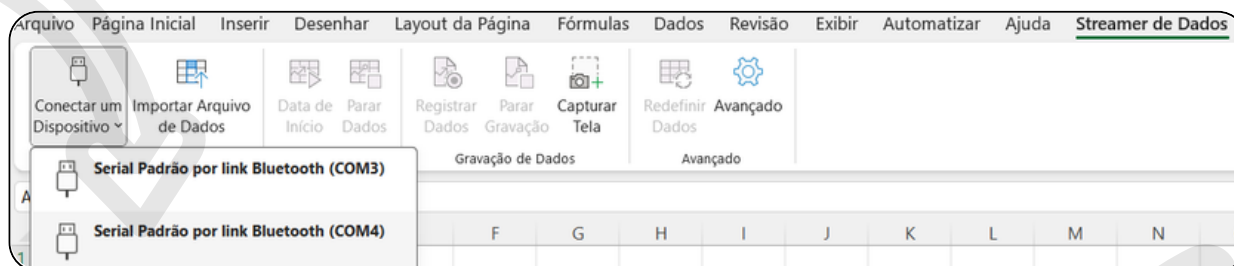 Arquivo Página Inicial Inserir Desenhar Layout da Página Fórmulas Dados Revisão Exibir Automatizar Ajuda Streamer de Dados
Conectar um Dispositivo
Importar Arquivo de Dados
Data de Início
Parar Dados
Registrar Dados
Parar Gravação
Capturar Tela
Redefinir Dados
Avançado
Gravação de Dados
Avançado
Serial Padrão por link Bluetooth (COM3)
Serial Padrão por link Bluetooth (COM4)
A
F G H I J K L M N
1